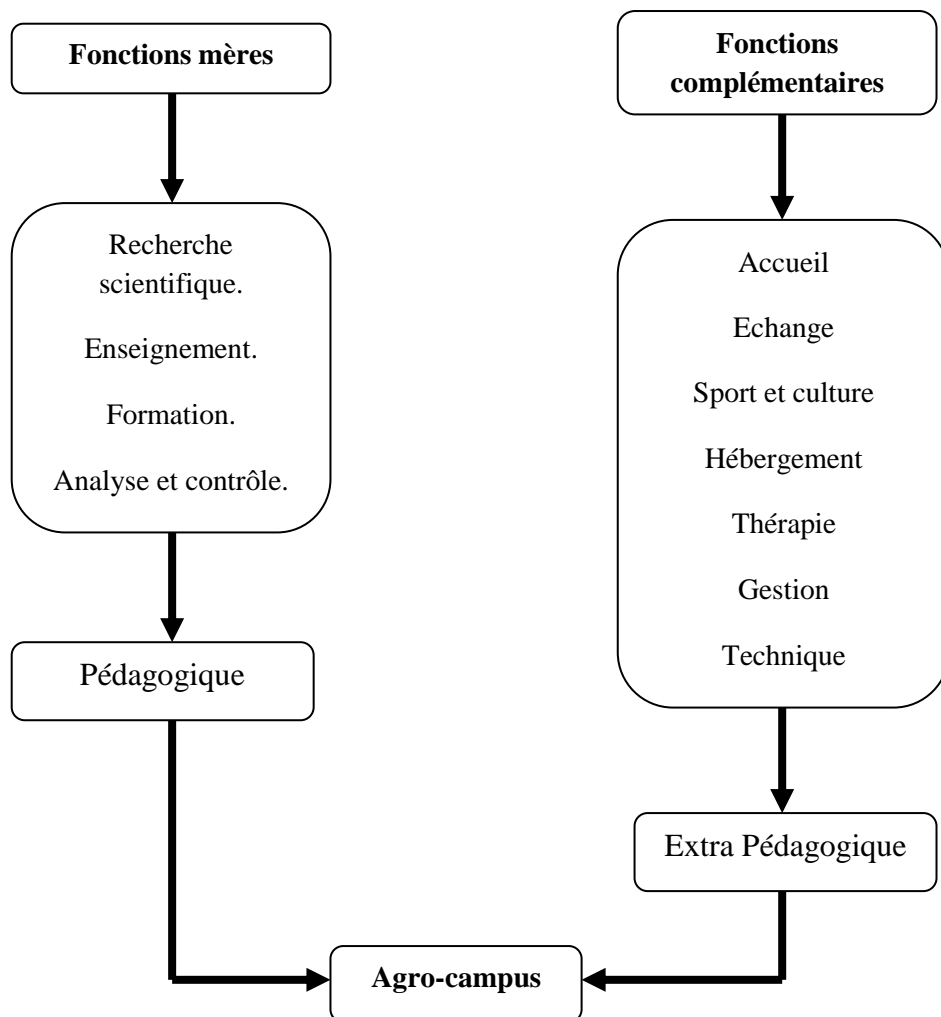 Fonctions mères
Recherche
scientifique.
Enseignement.
Formation.
Analyse et contrôle.
Pédagogique
Fonctions
complémentaires
Accueil
Echange
Sport et culture
Hébergement
Thérapie
Gestion
Technique
Extra Pédagogique
Agro-campus